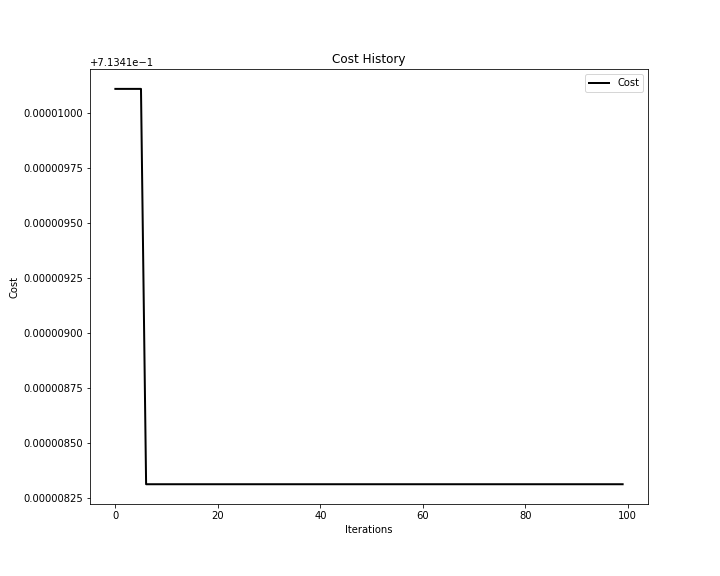 +7.1341e−1
Cost History
Cost
0.00001000
0.00000975
0.00000950
0.00000925
0.00000900
0.00000875
0.00000850
0.00000825
Cost
0
20
40
60
80
100
Iterations